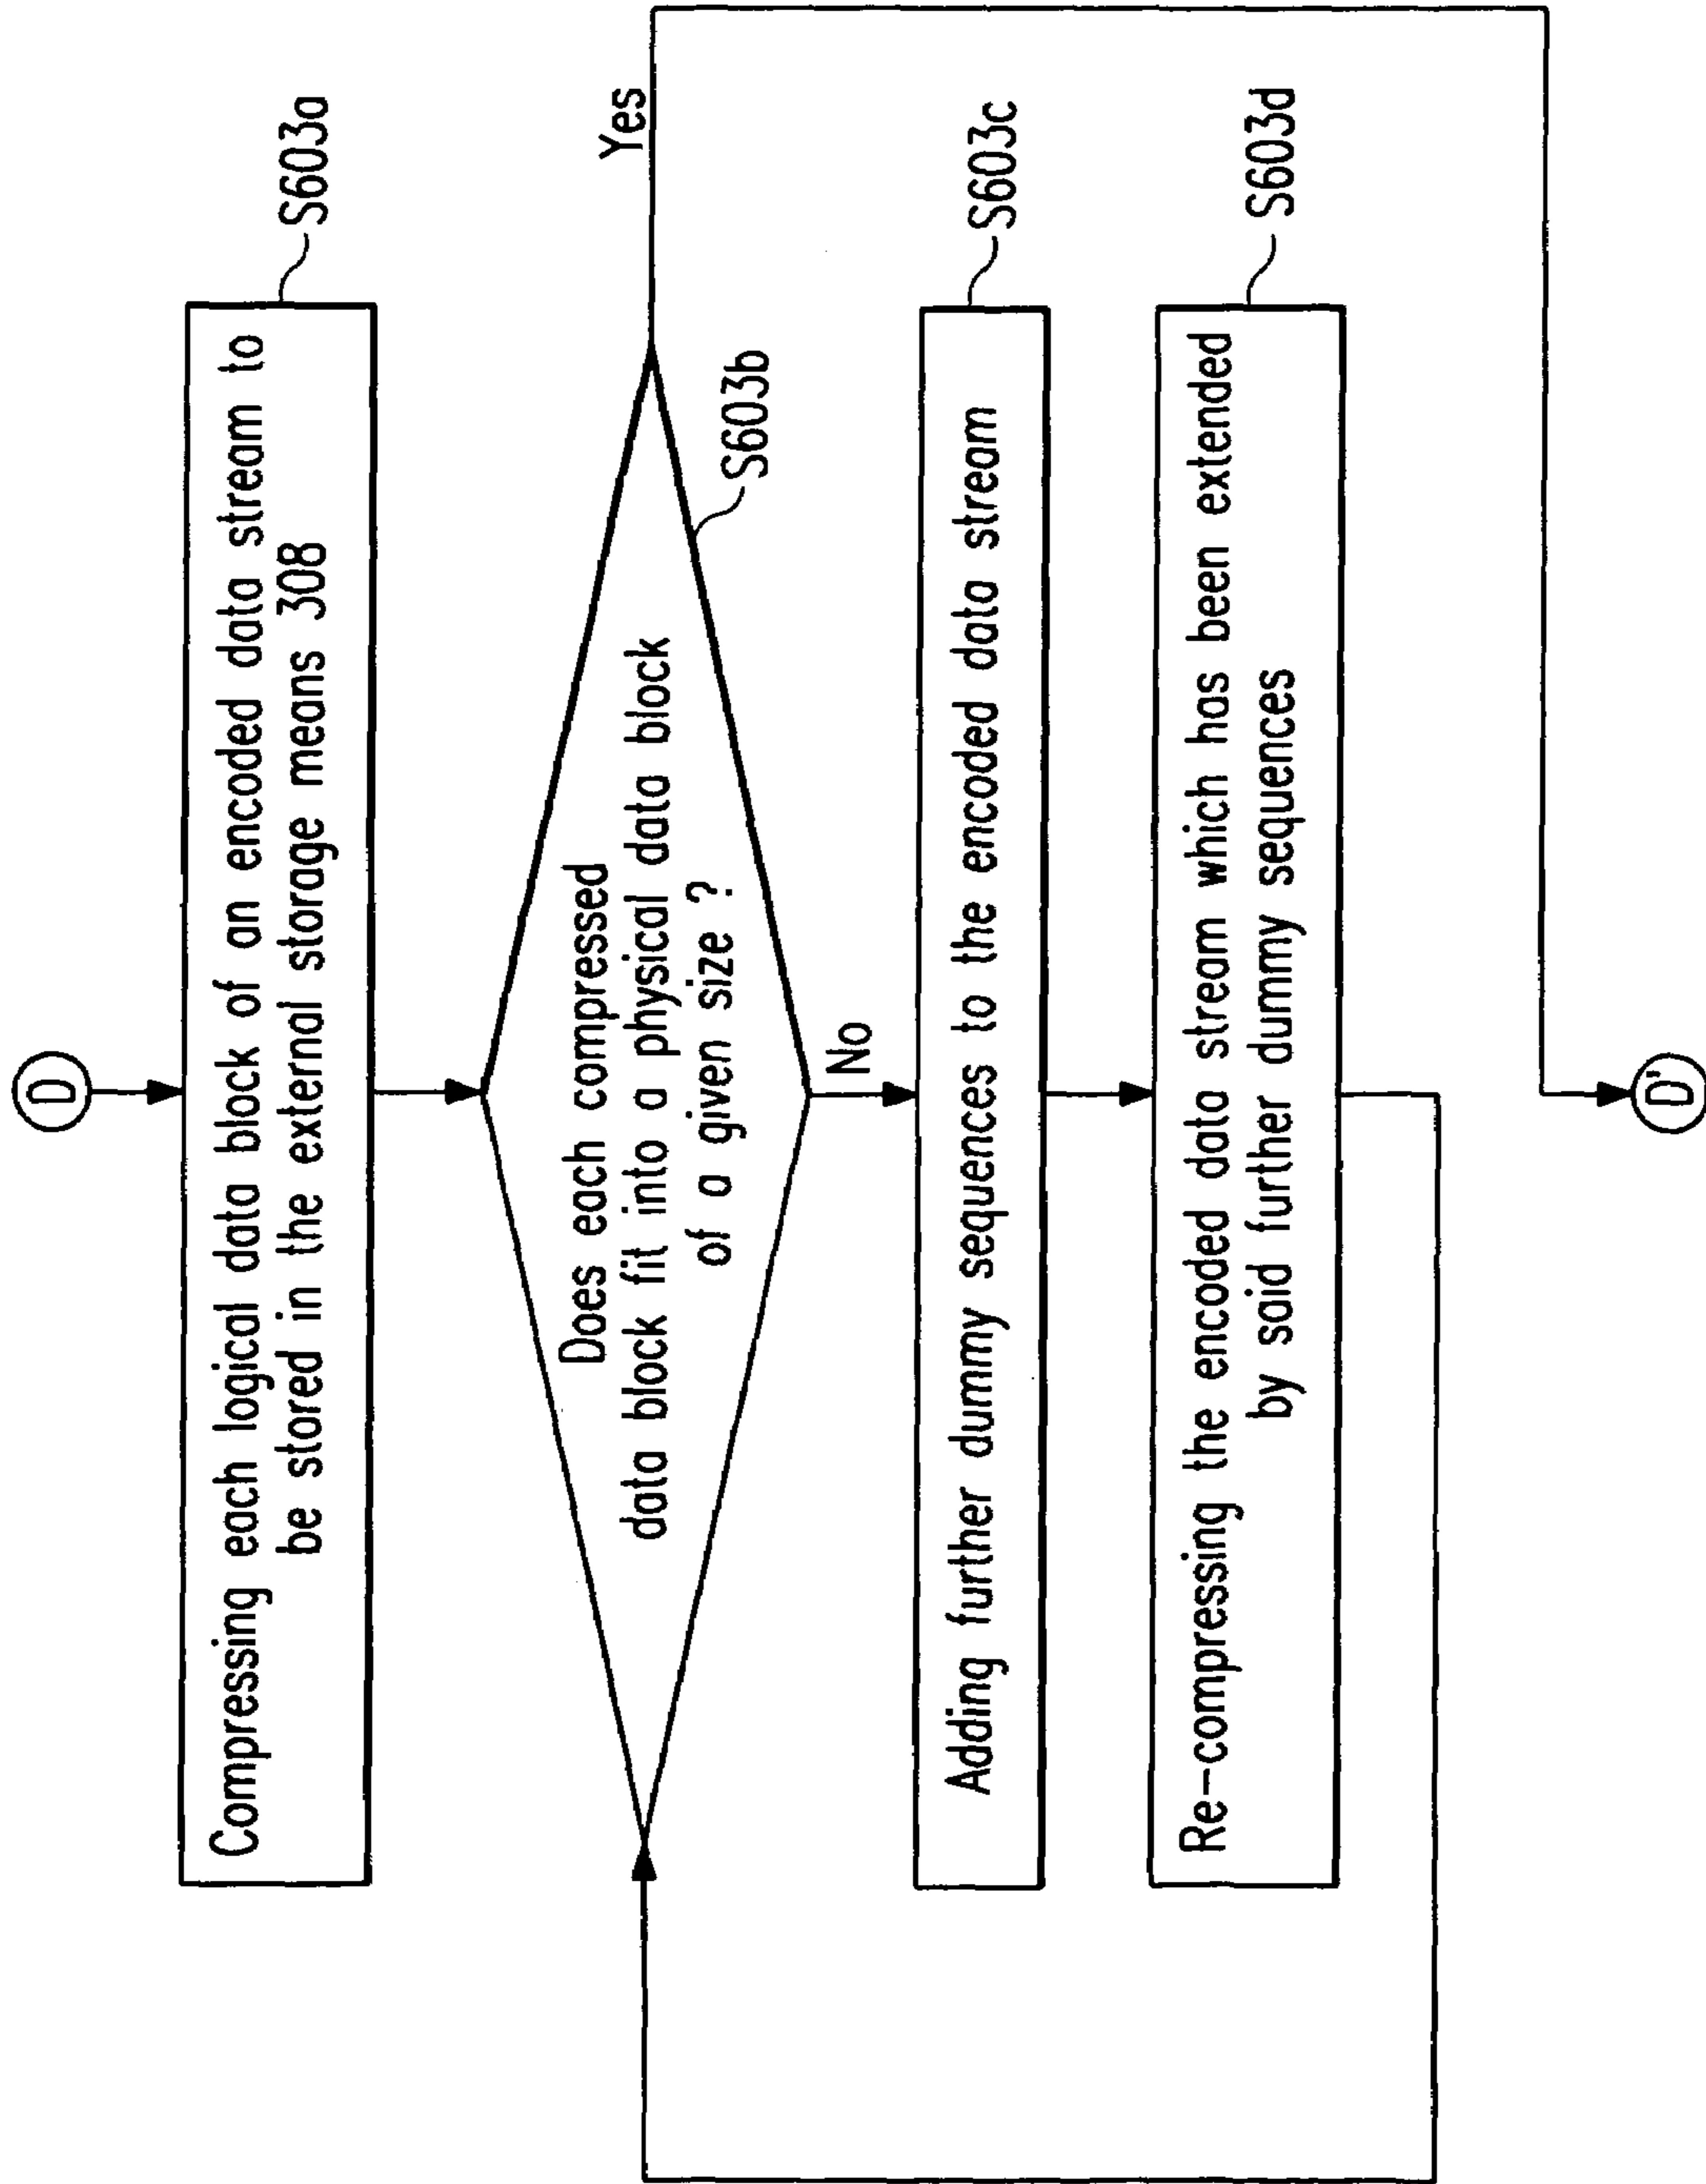 D
Compressing each logical data block of an encoded data stream to
be stored in the external storage means 308
S603a
Does each compressed
data block fit into a physical data block
of a given size ?
S603b
Yes
No
Adding further dummy sequences to the encoded data stream
S603c
Re-compressing the encoded data stream which has been extended
by said further dummy sequences
S603d
D'